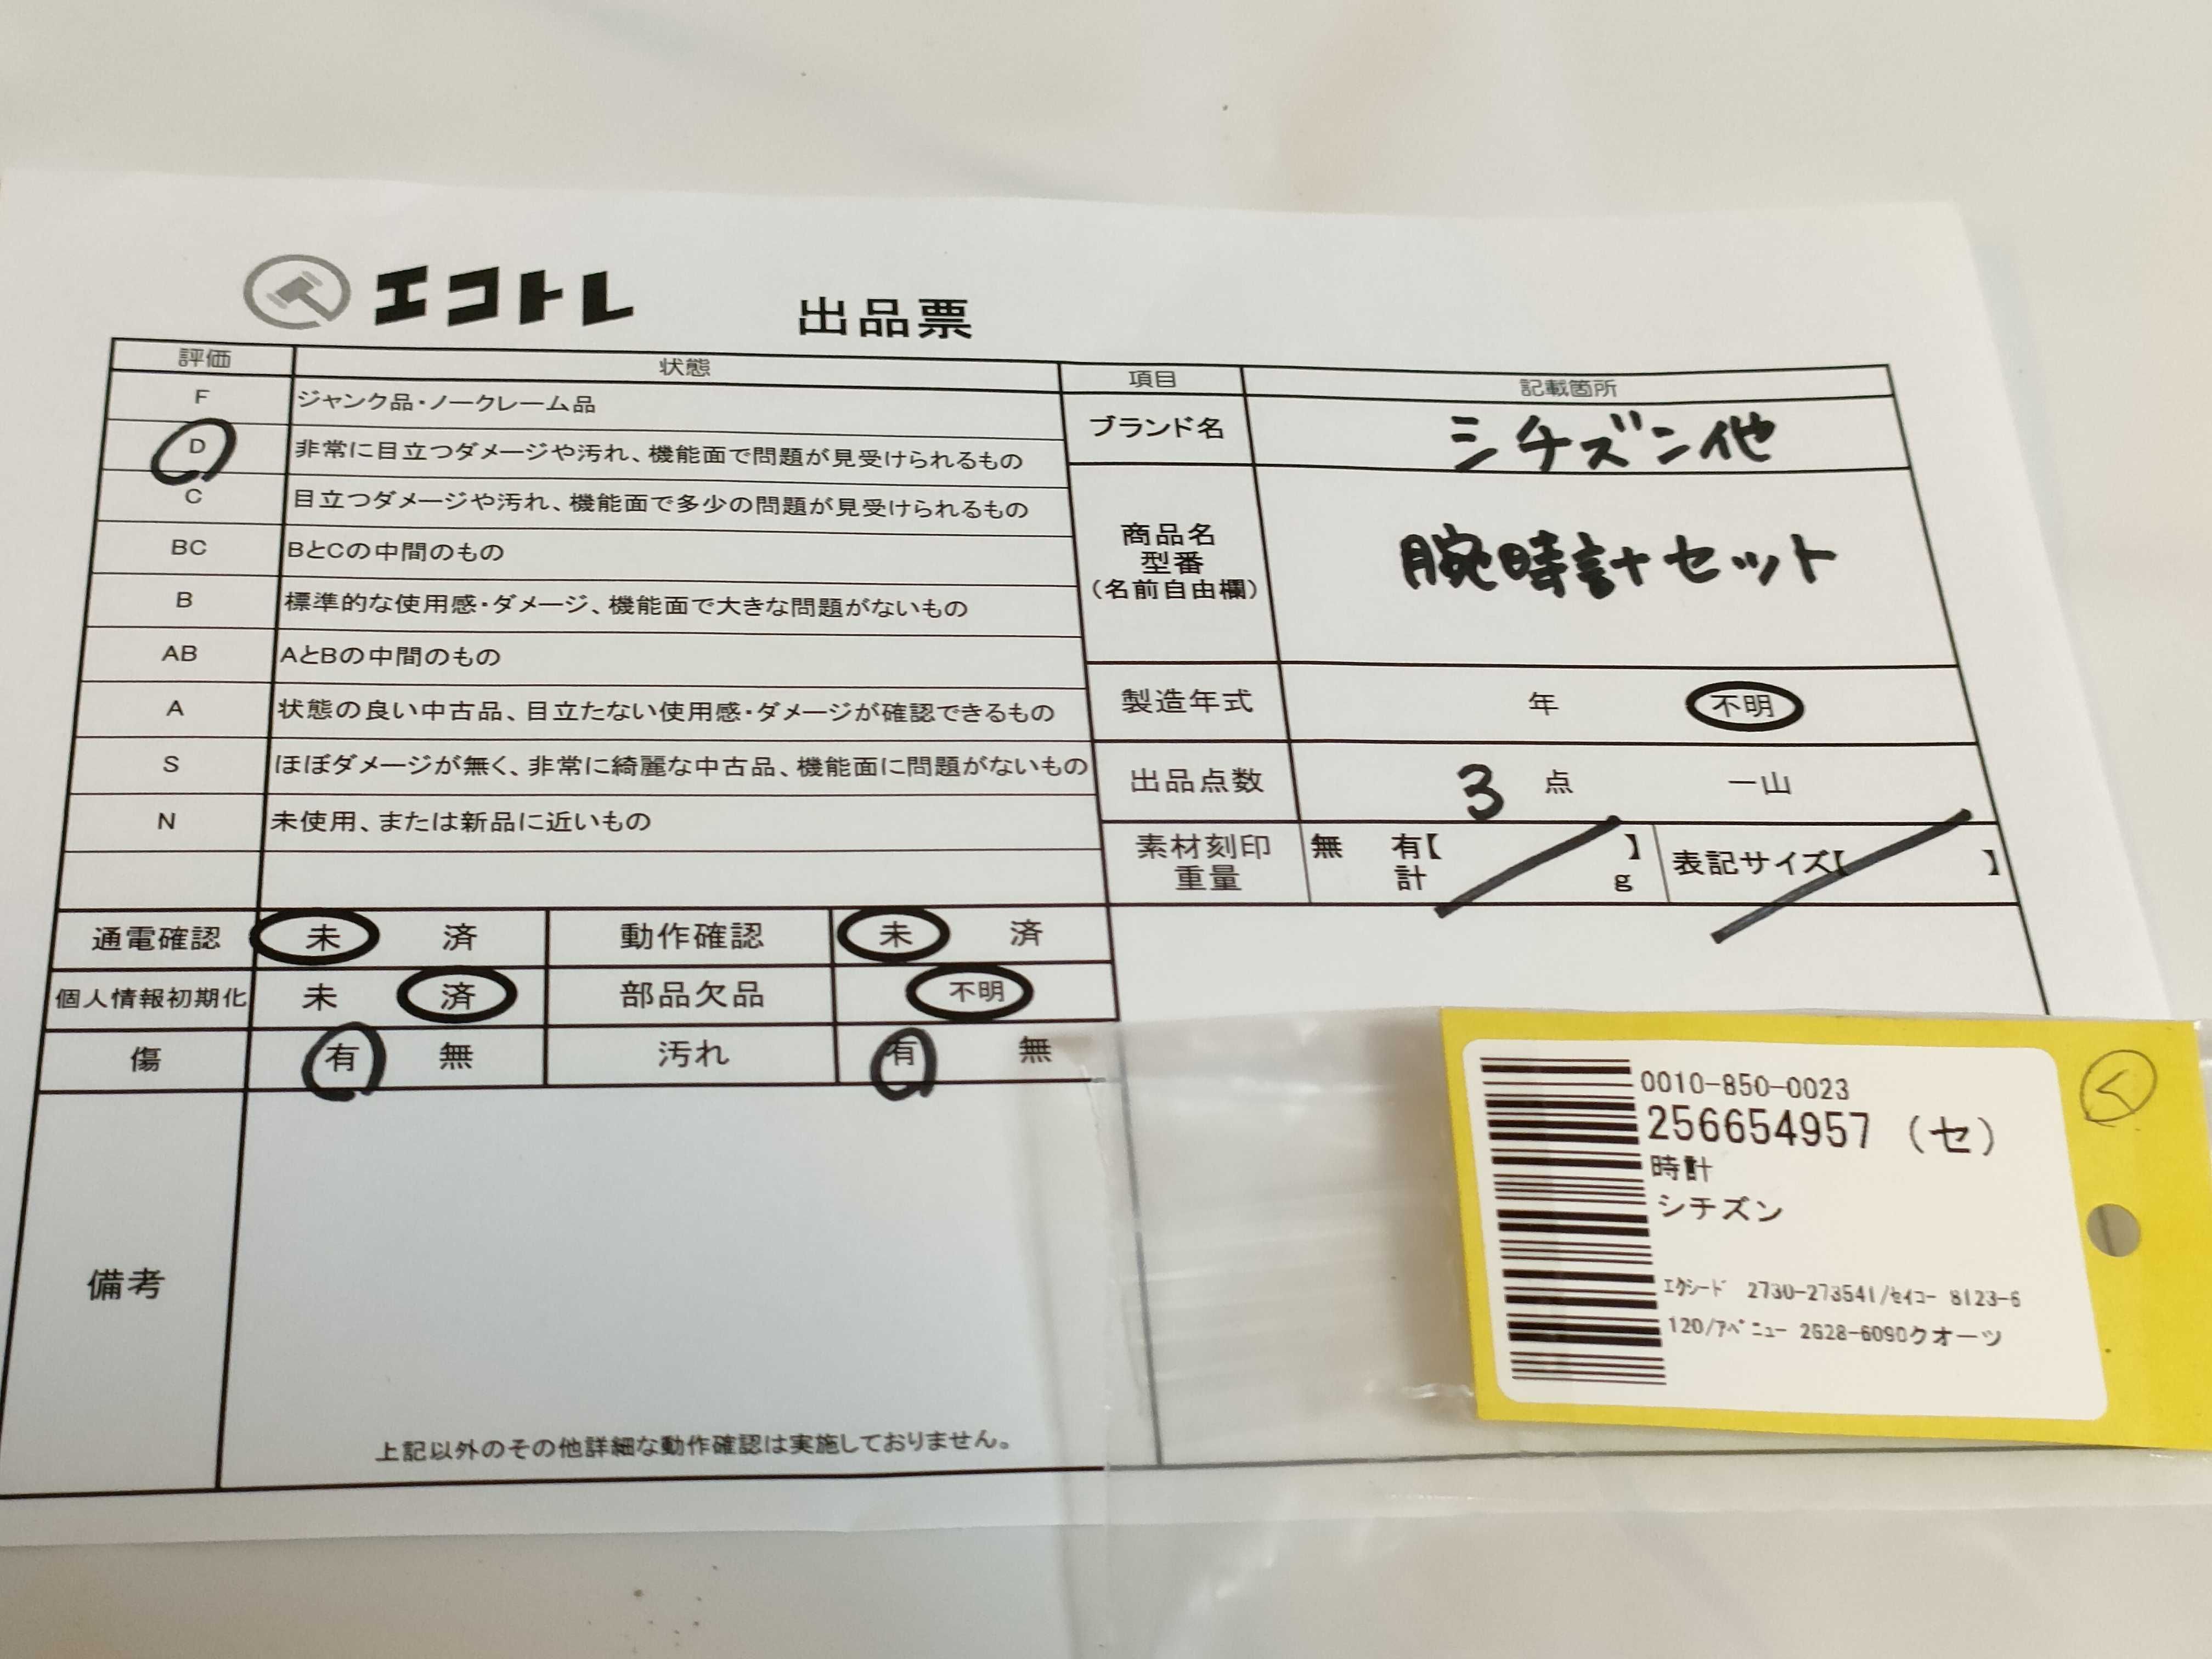 エコトレ 出品票
評価 状態 項目 記載箇所
F ジャンク品・ノークレーム品
D 非常に目立つダメージや汚れ、機能面で問題が見受けられるもの
C 目立つダメージや汚れ、機能面で多少の問題が見受けられるもの
BC BとCの中間のもの
B 標準的な使用感・ダメージ、機能面で大きな問題がないもの
AB AとBの中間のもの
A 状態の良い中古品、目立たない使用感・ダメージが確認できるもの
S ほぼダメージが無く、非常に綺麗な中古品、機能面に問題がないもの
N 未使用、または新品に近いもの
ブランド名 シチズン他
商品名
型番
(名前自由欄)
腕時計セット
製造年式 年 不明
出品点数 3 点 一山
素材刻印 無 有【 】
重量 計 g
表記サイズ【 】
通電確認 未 済 動作確認 未 済
個人情報初期化 未 済 部品欠品 不明
傷 有 無 汚れ 有 無
備考
上記以外のその他詳細な動作確認は実施しておりません。
0010-850-0023
256654957 (セ)
時計
シチズン
ｴｸｼｰﾄﾞ 2730-273541/ｾｲｺｰ 8123-6
120/ｱﾍﾞﾆｭｰ 2628-6090クオーツ
く